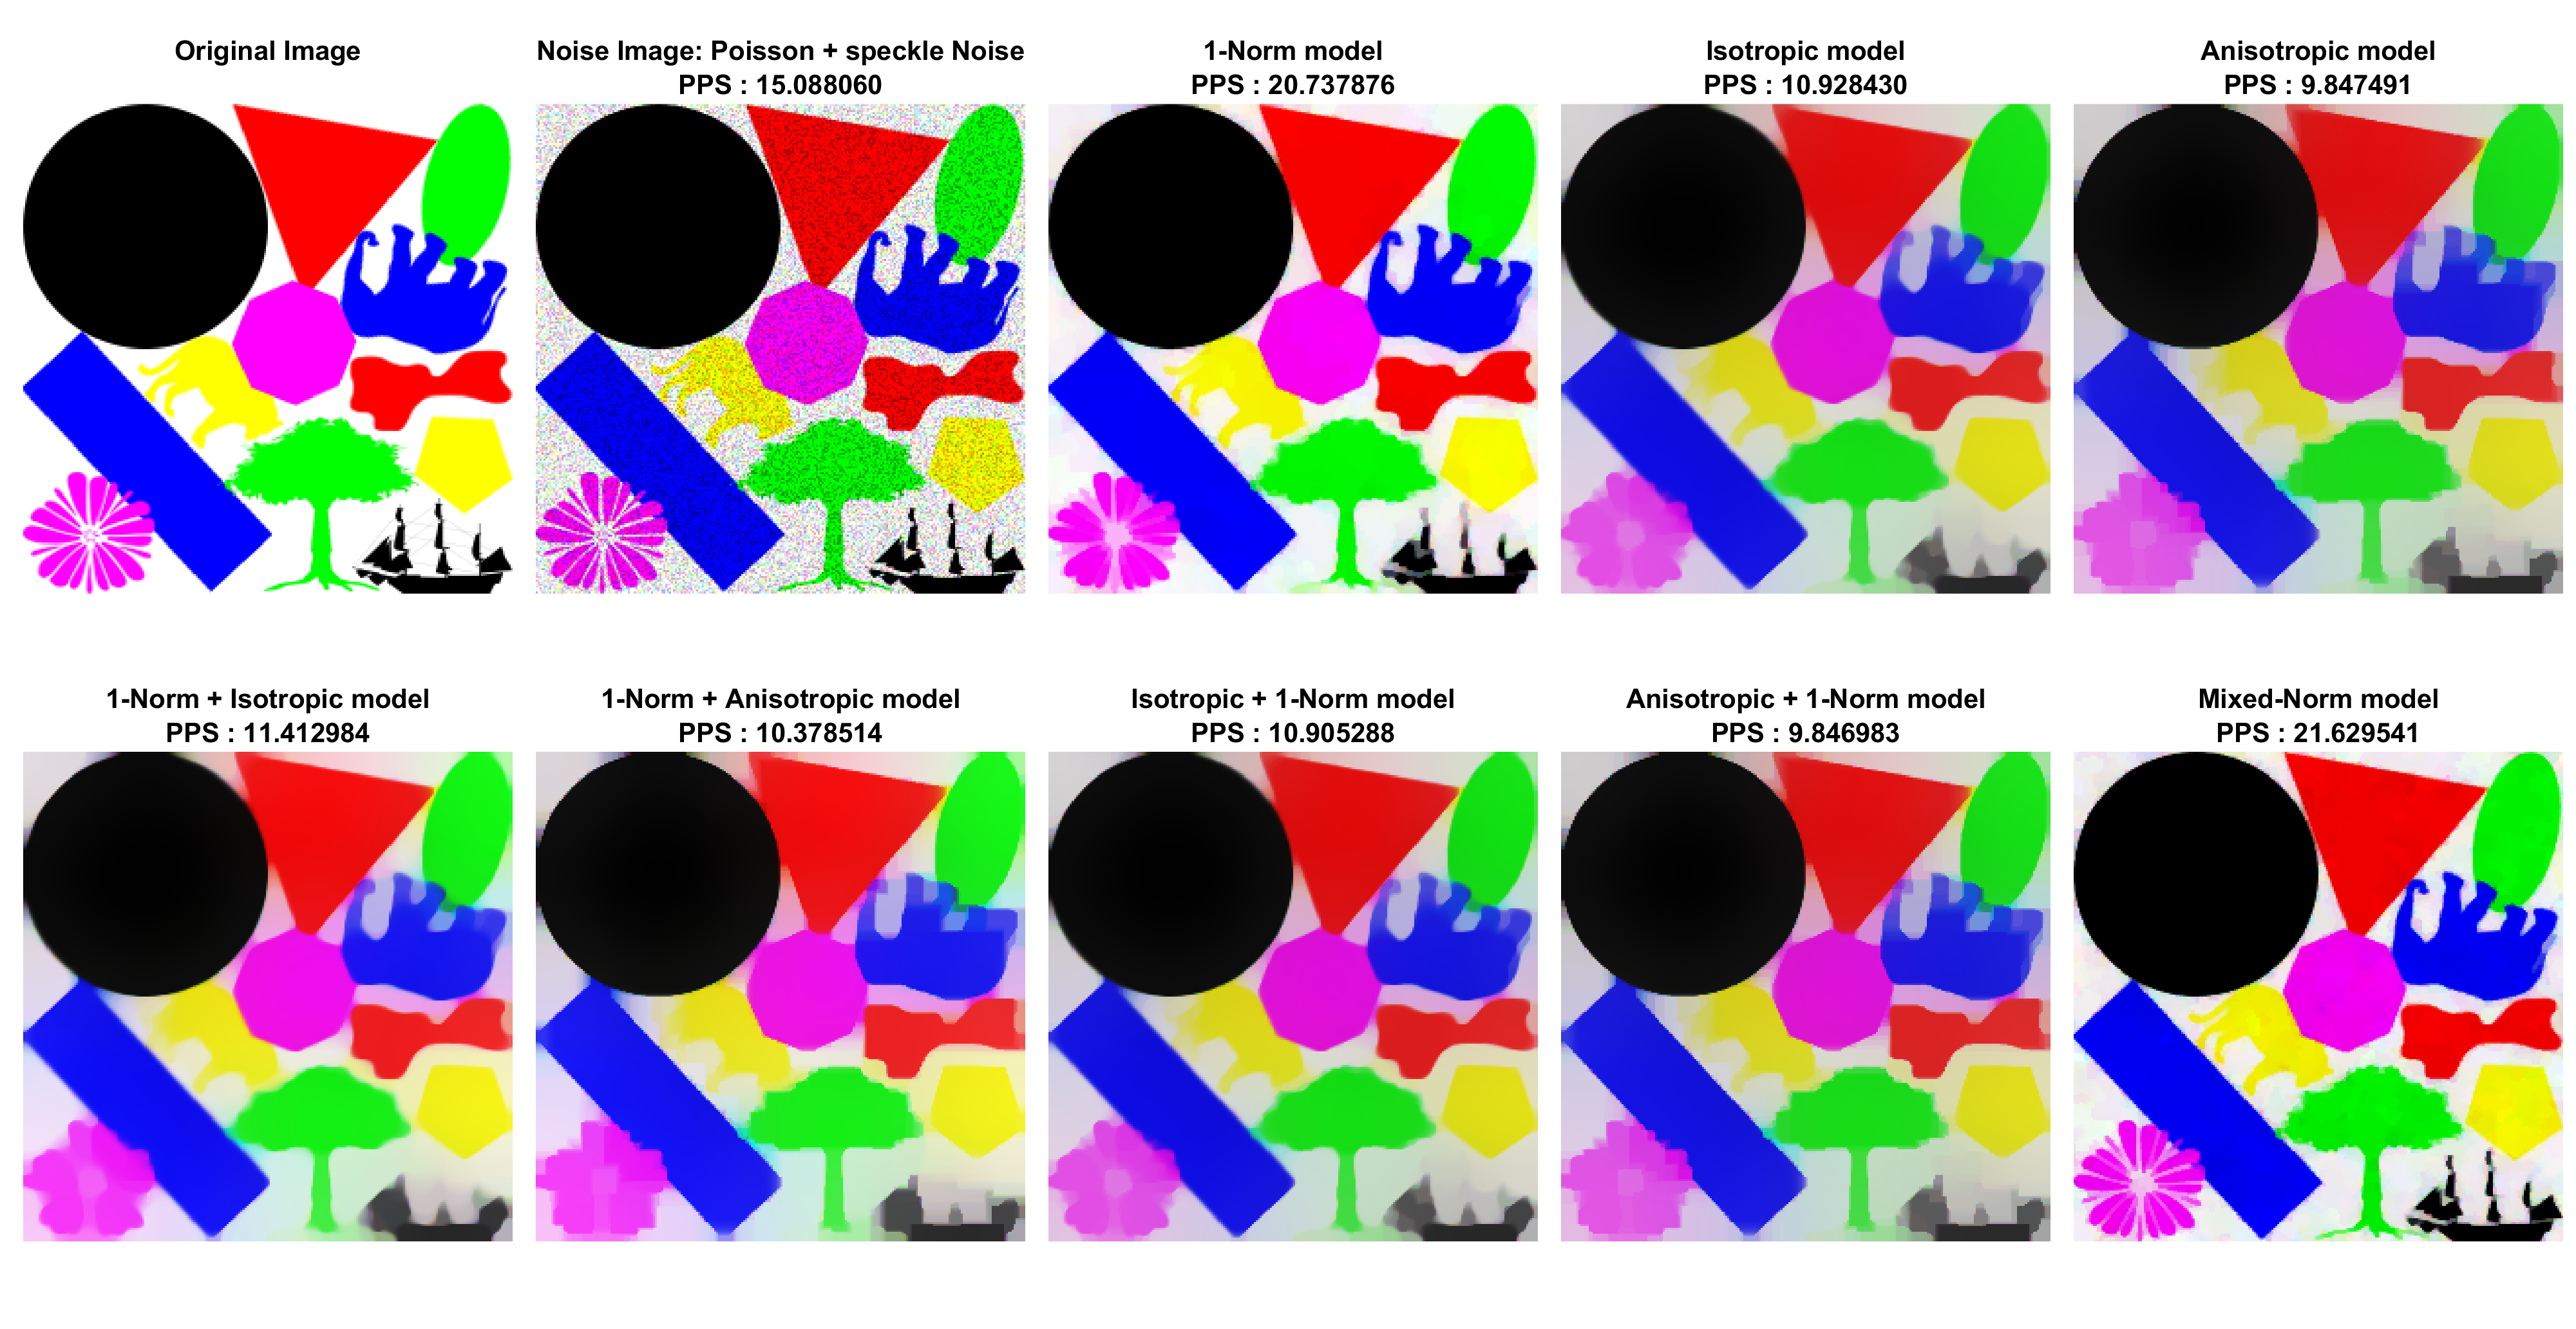 Original Image
Noise Image: Poisson + speckle Noise
PPS : 15.088060
1-Norm model
PPS : 20.737876
Isotropic model
PPS : 10.928430
Anisotropic model
PPS : 9.847491
1-Norm + Isotropic model
PPS : 11.412984
1-Norm + Anisotropic model
PPS : 10.378514
Isotropic + 1-Norm model
PPS : 10.905288
Anisotropic + 1-Norm model
PPS : 9.846983
Mixed-Norm model
PPS : 21.629541